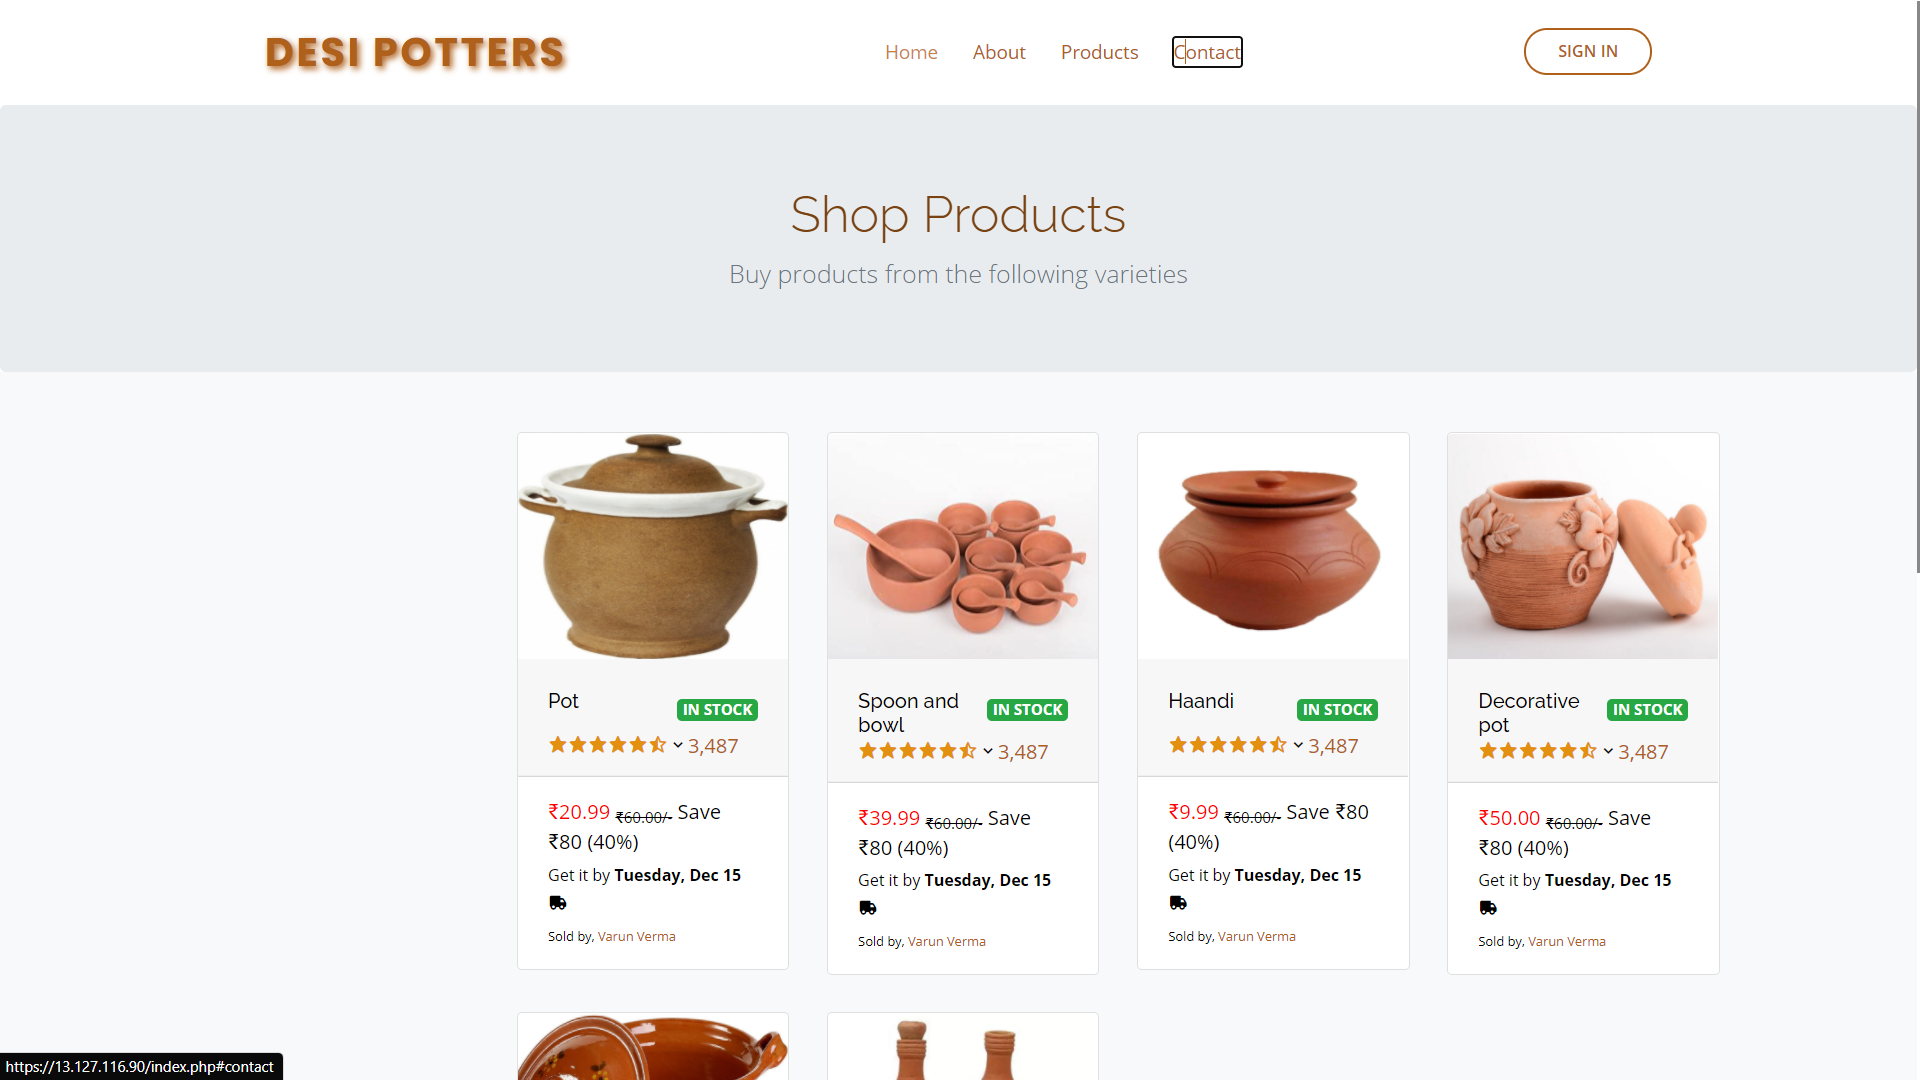 DESI POTTERS
Home About Products Contact
SIGN IN
Shop Products
Buy products from the following varieties
Pot
IN STOCK
3,487
₹20.99 ₹60.00/- Save
₹80 (40%)
Get it by Tuesday, Dec 15
Sold by, Varun Verma
Spoon and
bowl
IN STOCK
3,487
₹39.99 ₹60.00/- Save
₹80 (40%)
Get it by Tuesday, Dec 15
Sold by, Varun Verma
Haandi
IN STOCK
3,487
₹9.99 ₹60.00/- Save ₹80
(40%)
Get it by Tuesday, Dec 15
Sold by, Varun Verma
Decorative
pot
IN STOCK
3,487
₹50.00 ₹60.00/- Save
₹80 (40%)
Get it by Tuesday, Dec 15
Sold by, Varun Verma
https://13.127.116.90/index.php#contact